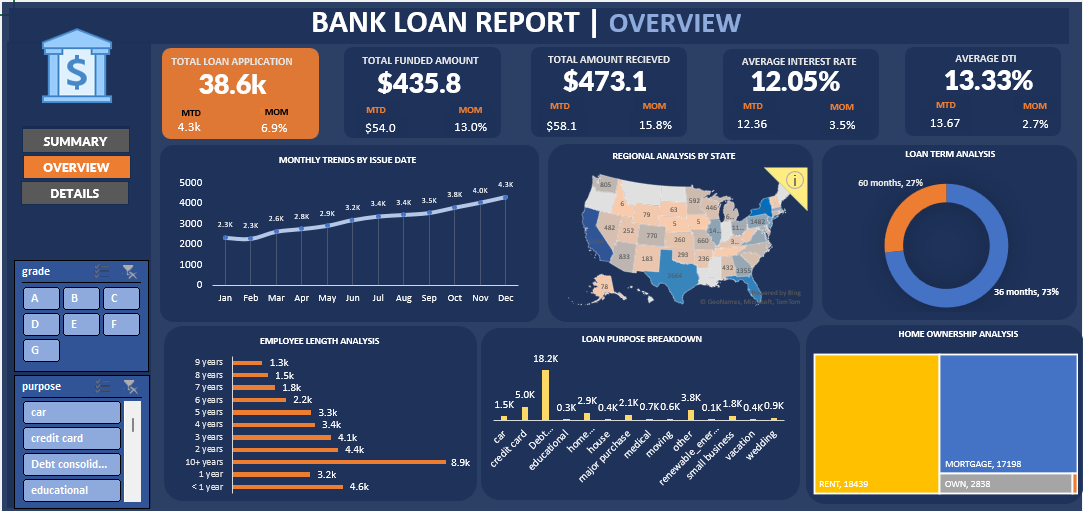 BANK LOAN REPORT | OVERVIEW
$
SUMMARY
OVERVIEW
DETAILS
TOTAL LOAN APPLICATION
38.6k
MTD MOM
4.3k 6.9%
TOTAL FUNDED AMOUNT
$435.8
MTD MOM
$54.0 13.0%
TOTAL AMOUNT RECIEVED
$473.1
MTD MOM
$58.1 15.8%
AVERAGE INTEREST RATE
12.05%
MTD MOM
12.36 3.5%
AVERAGE DTI
13.33%
MTD MOM
13.67 2.7%
MONTHLY TRENDS BY ISSUE DATE
5000
4000
3000
2000
1000
0
2.3K 2.3K 2.6K 2.8K 2.9K 3.2K 3.4K 3.4K 3.5K 3.8K 4.0K 4.3K
Jan Feb Mar Apr May Jun Jul Aug Sep Oct Nov Dec
REGIONAL ANALYSIS BY STATE
i
805
6
79
63
592
446
6...
482
252
770
5
5
14...
11...
1482
260
660
3...
833
183
293
236
432
1355
78
Powered by Bing
© GeoNames, Microsoft, TomTom
LOAN TERM ANALYSIS
60 months, 27%
36 months, 73%
grade
A B C
D E F
G
purpose
car
credit card
Debt consolid...
educational
EMPLOYEE LENGTH ANALYSIS
9 years 1.3k
8 years 1.5k
7 years 1.8k
6 years 2.2k
5 years 3.3k
4 years 3.4k
3 years 4.1k
2 years 4.4k
10+ years 8.9k
1 year 3.2k
< 1 year 4.6k
LOAN PURPOSE BREAKDOWN
1.5K 5.0K 18.2K 0.3K 2.9K 0.4K 2.1K 0.7K 0.6K 3.8K 0.1K 1.8K 0.4K 0.9K
car
credit card
Debt...
educational
home...
house
major purchase
medical
moving
other
renewable_ener...
small business
vacation
wedding
HOME OWNERSHIP ANALYSIS
RENT, 18439
MORTGAGE, 17198
OWN, 2838